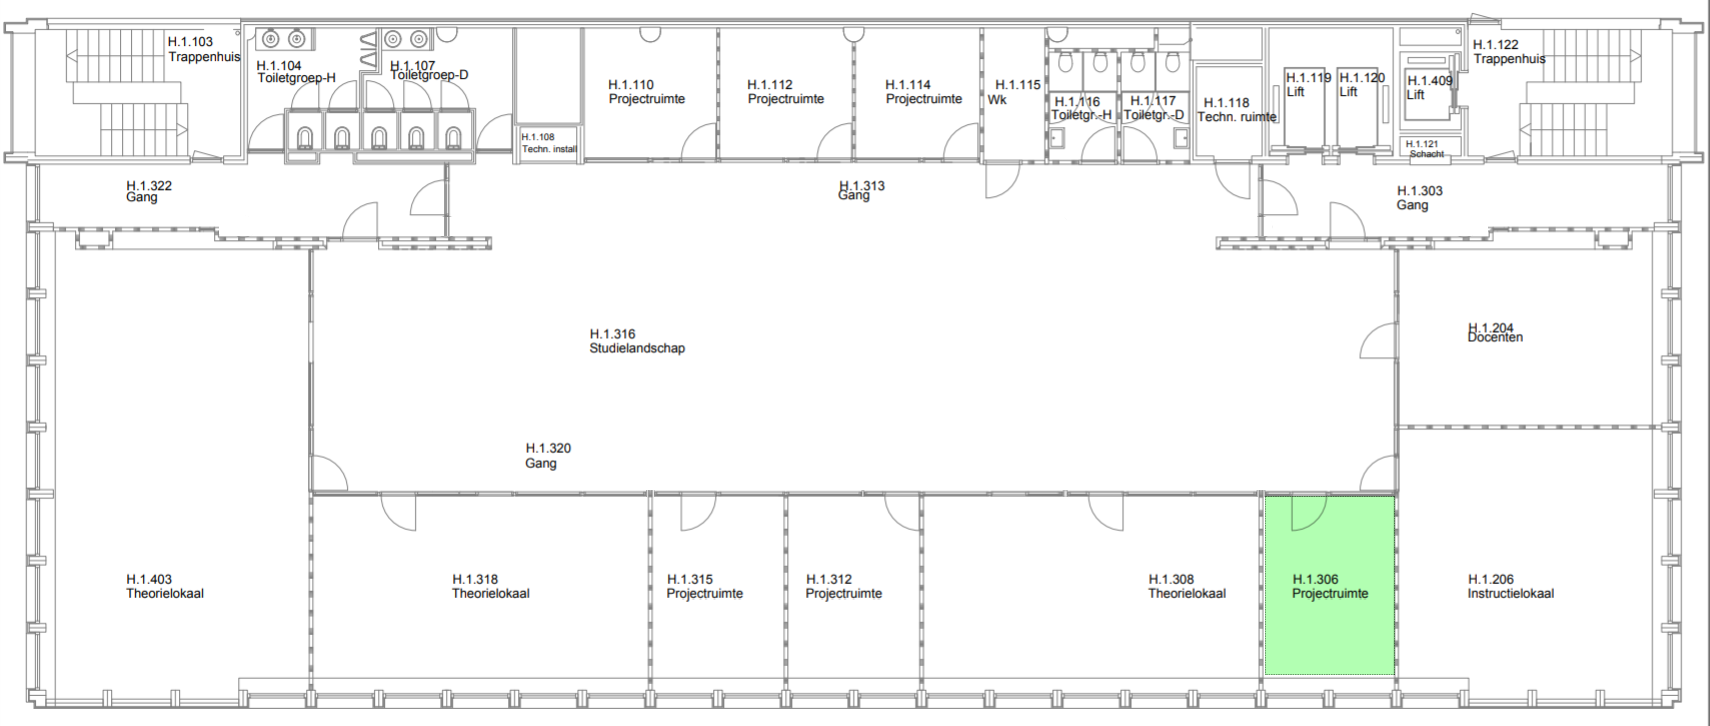 H.1.103
Trappenhuis
H.1.104
Toiletgroep-H
H.1.107
Toiletgroep-D
H.1.108
Techn. install
H.1.110
Projectruimte
H.1.112
Projectruimte
H.1.114
Projectruimte
H.1.115
Wk
H.1.116
Toiletgr.-H
H.1.117
Toiletgr.-D
H.1.118
Techn. ruimte
H.1.119
Lift
H.1.120
Lift
H.1.409
Lift
H.1.121
Schacht
H.1.122
Trappenhuis
H.1.322
Gang
H.1.313
Gang
H.1.303
Gang
H.1.316
Studielandschap
H.1.204
Docenten
H.1.320
Gang
H.1.403
Theorielokaal
H.1.318
Theorielokaal
H.1.315
Projectruimte
H.1.312
Projectruimte
H.1.308
Theorielokaal
H.1.306
Projectruimte
H.1.206
Instructielokaal